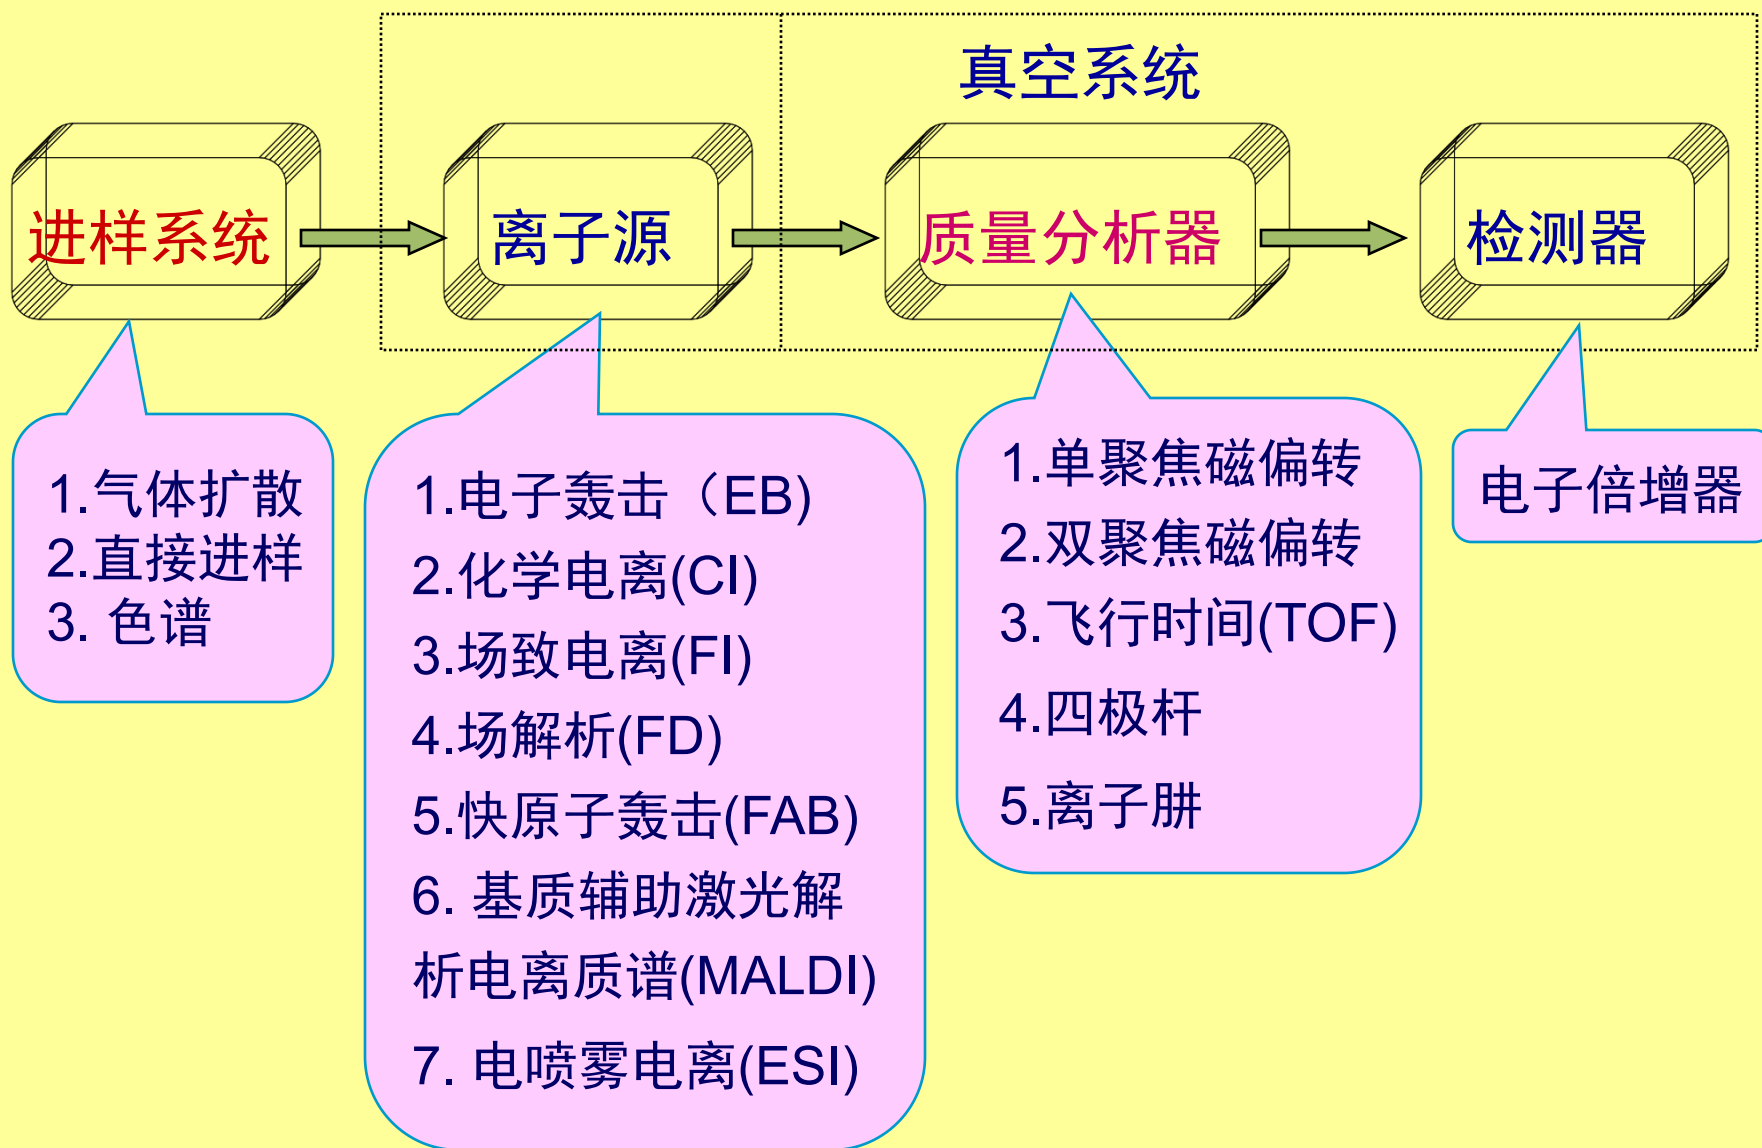 真空系统
进样系统
离子源
质量分析器
检测器
1.气体扩散
2.直接进样
3. 色谱
1.电子轰击（EB)
2.化学电离(CI)
3.场致电离(FI)
4.场解析(FD)
5.快原子轰击(FAB)
6. 基质辅助激光解
析电离质谱(MALDI)
7. 电喷雾电离(ESI)
1.单聚焦磁偏转
2.双聚焦磁偏转
3.飞行时间(TOF)
4.四极杆
5.离子肼
电子倍增器